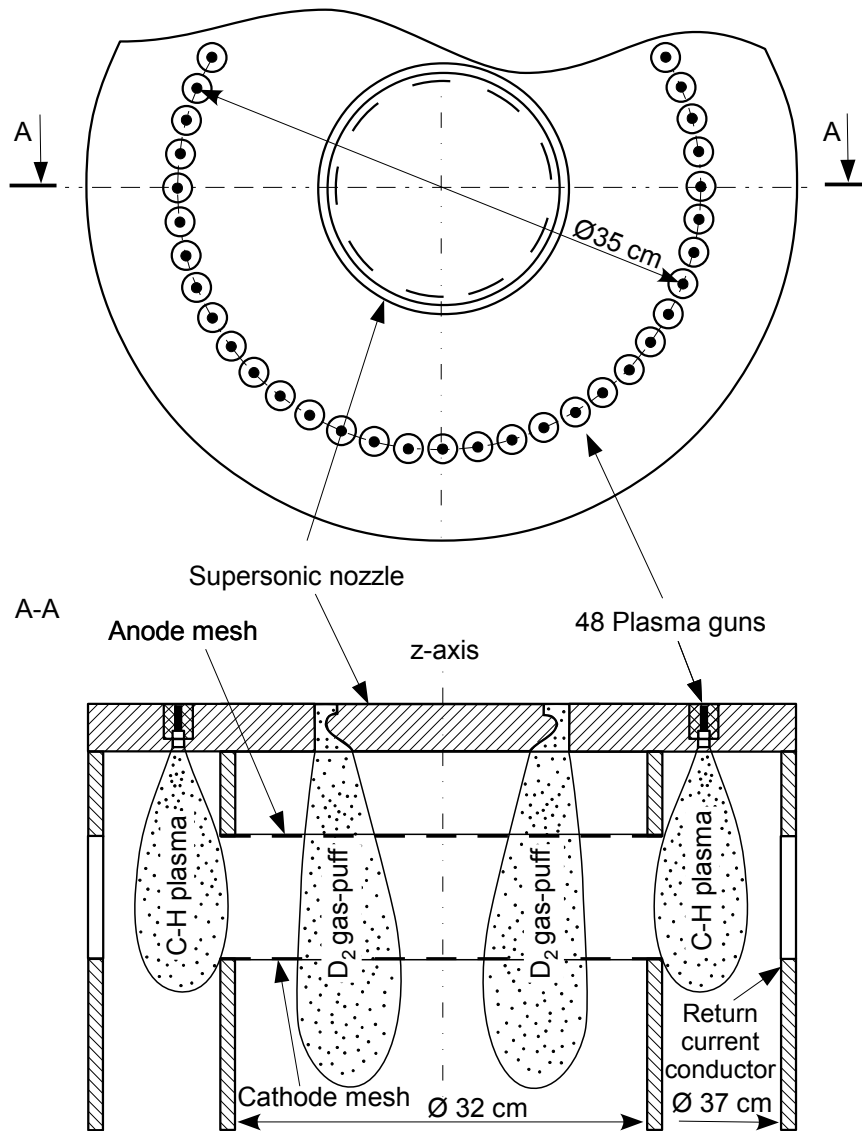 A
A
Ø35 cm
Supersonic nozzle
A-A
Anode mesh
48 Plasma guns
z-axis
C-H plasma
D2 gas-puff
D2 gas-puff
C-H plasma
Return
current
conductor
Cathode mesh
Ø 32 cm
Ø 37 cm